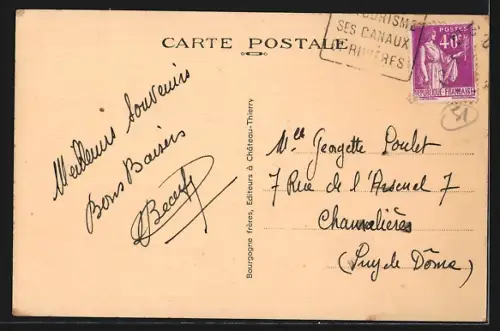 CARTE POSTALE
TOURISME
SES CANAUX
RIVIÈRES
POSTES
40c
REPUBLIQUE FRANÇAISE
51
Meilleurs Souvenirs
Bons Baisers
Bourgogne frères, Editeurs à Château-Thierry
Mlle Georgette Poulet
7 Rue de l'Arsenal 7
Chamalières
(Puy de Dôme)